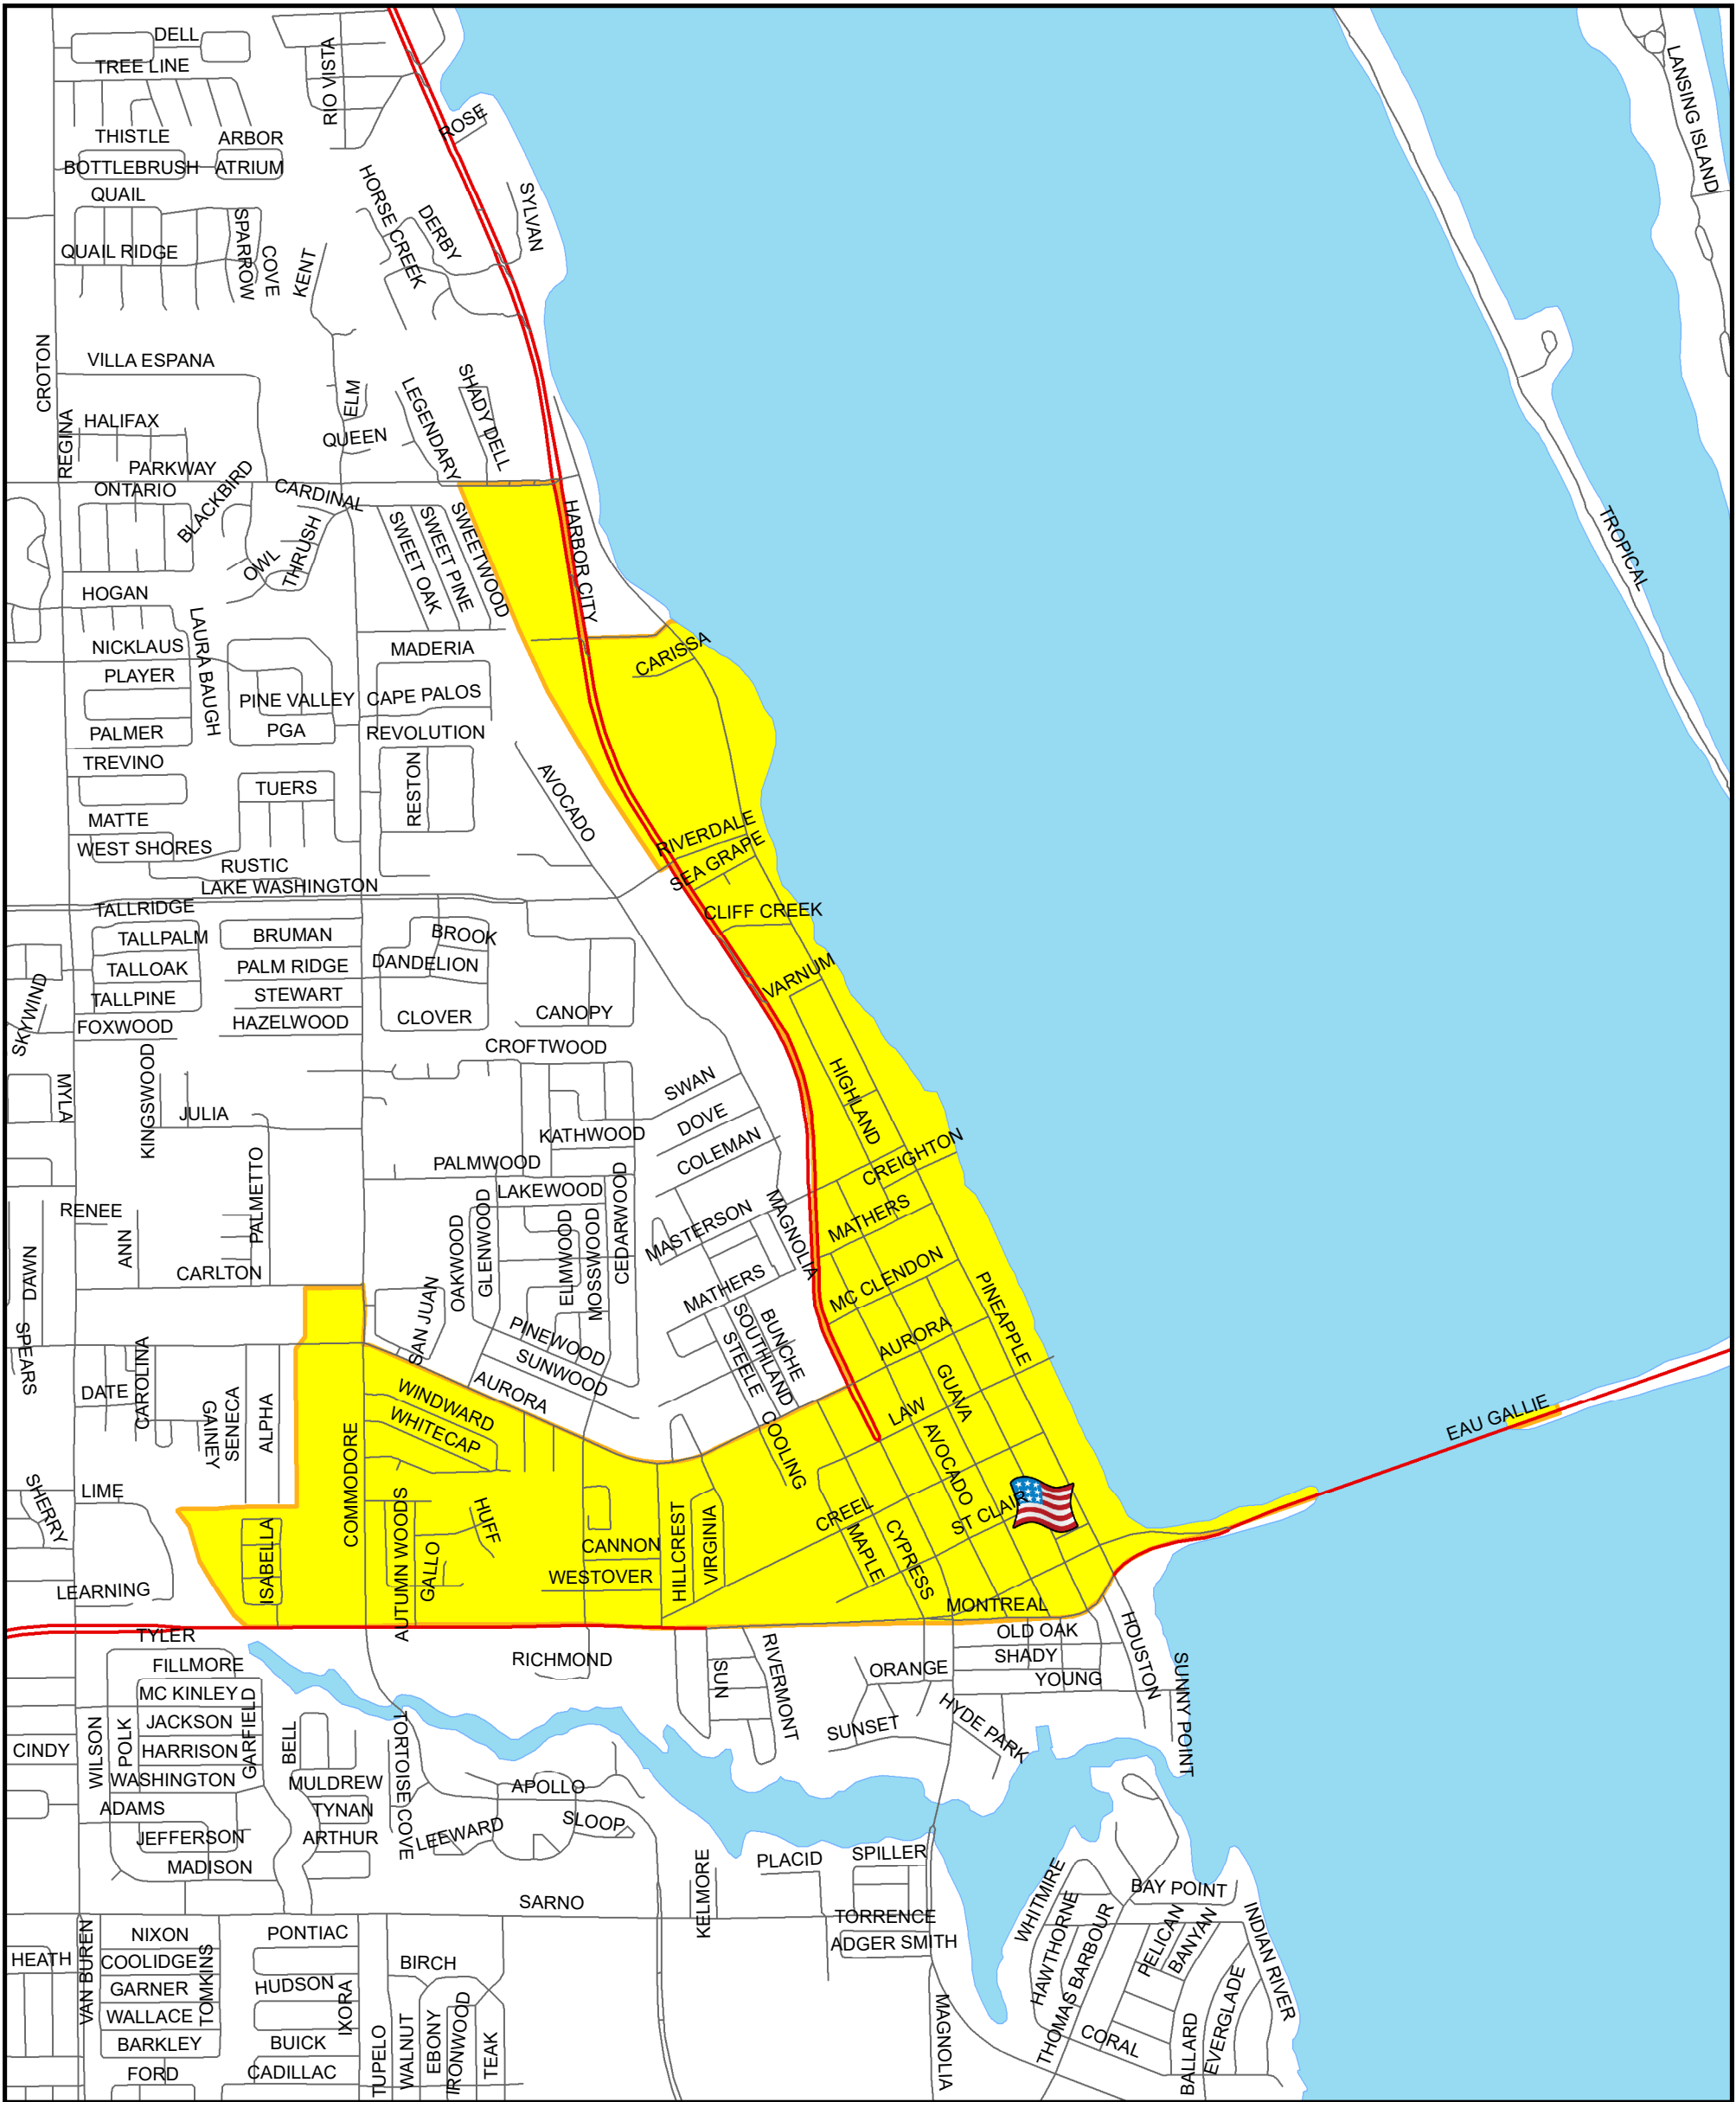 DELL
TREE LINE
RIO VISTA
LANSING ISLAND
ROSE
THISTLE
ARBOR
BOTTLEBRUSH
ATRIUM
HORSE CREEK
DERBY
SYLVAN
QUAIL
SPARROW
COVE
KENT
QUAIL RIDGE
CROTON
VILLA ESPANA
ELM
LEGENDARY
SHADY DELL
REGINA
HALIFAX
QUEEN
PARKWAY
BLACKBIRD
ONTARIO
CARDINAL
SWEET OAK
SWEET PINE
SWEETWOOD
HARBOR CITY
TROPICAL
OWL
THRUSH
HOGAN
LAURA BAUGH
NICKLAUS
MADERIA
CARISSA
PLAYER
PINE VALLEY
CAPE PALOS
PALMER
PGA
REVOLUTION
TREVINO
RESTON
AVOCADO
TUERS
MATTE
RIVERDALE
WEST SHORES
SEA GRAPE
RUSTIC
LAKE WASHINGTON
TALLRIDGE
CLIFF CREEK
TALLPALM
BRUMAN
BROOK
TALLOAK
PALM RIDGE
DANDELION
VARNUM
SKYWIND
TALLPINE
STEWART
FOXWOOD
HAZELWOOD
CLOVER
CANOPY
CROFTWOOD
MYLA
KINGSWOOD
SWAN
HIGHLAND
JULIA
DOVE
KATHWOOD
COLEMAN
CREIGHTON
PALMWOOD
PALMETTO
LAKEWOOD
CEDARWOOD
RENEE
MASTERSON
MAGNOLIA
MATHERS
ANN
OAKWOOD
GLENWOOD
ELMWOOD
MOSSWOOD
DAWN
CARLTON
MC CLENDON
PINEAPPLE
MATHERS
SAN JUAN
SOUTHLAND
BUNCHE
STEELE
PINEWOOD
SPEARS
CAROLINA
AURORA
SUNWOOD
DATE
AURORA
GUAVA
WINDWARD
GAINEY
SENECA
ALPHA
WHITECAP
COOLING
LAW
EAU GALLIE
AVOCADO
COMMODORE
SHERRY
LIME
HUFF
CREEL
ST CLAIR
AUTUMN WOODS
HILLCREST
VIRGINIA
MAPLE
CYPRESS
ISABELLA
GALLO
CANNON
WESTOVER
LEARNING
MONTREAL
TYLER
OLD OAK
HOUSTON
FILLMORE
RICHMOND
SUN
RIVERMONT
ORANGE
SHADY
YOUNG
SUNNY POINT
MC KINLEY
GARFIELD
JACKSON
HYDE PARK
SUNSET
CINDY
WILSON
POLK
HARRISON
BELL
TORTOISE COVE
WASHINGTON
MULDREW
APOLLO
ADAMS
TYNAN
SLOOP
JEFFERSON
ARTHUR
LEEWARD
MADISON
PLACID
SPILLER
KELMORE
WHITMIRE
BAY POINT
SARNO
HAWTHORNE
TORRENCE
THOMAS BARBOUR
PELICAN
BANYAN
INDIAN RIVER
VAN BUREN
NIXON
PONTIAC
ADGER SMITH
HEATH
COOLIDGE
TOMKINS
BIRCH
GARNER
HUDSON
IXORA
EVERGLADE
WALLACE
IRONWOOD
MAGNOLIA
BARKLEY
BUICK
TUPELO
WALNUT
EBONY
TEAK
CORAL
BALLARD
FORD
CADILLAC